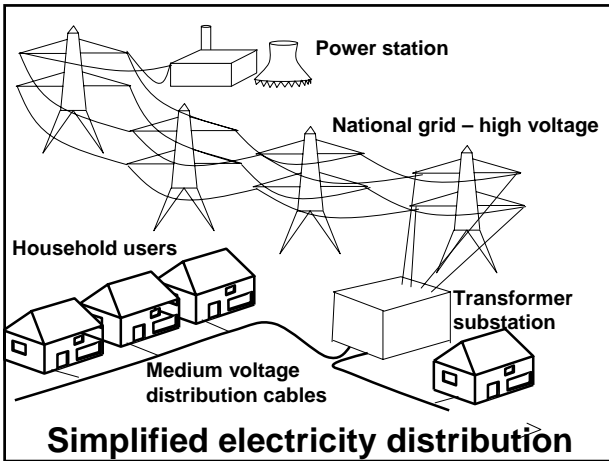 Power station
National grid – high voltage
Household users
Transformer
substation
Medium voltage
distribution cables
Simplified electricity distribution